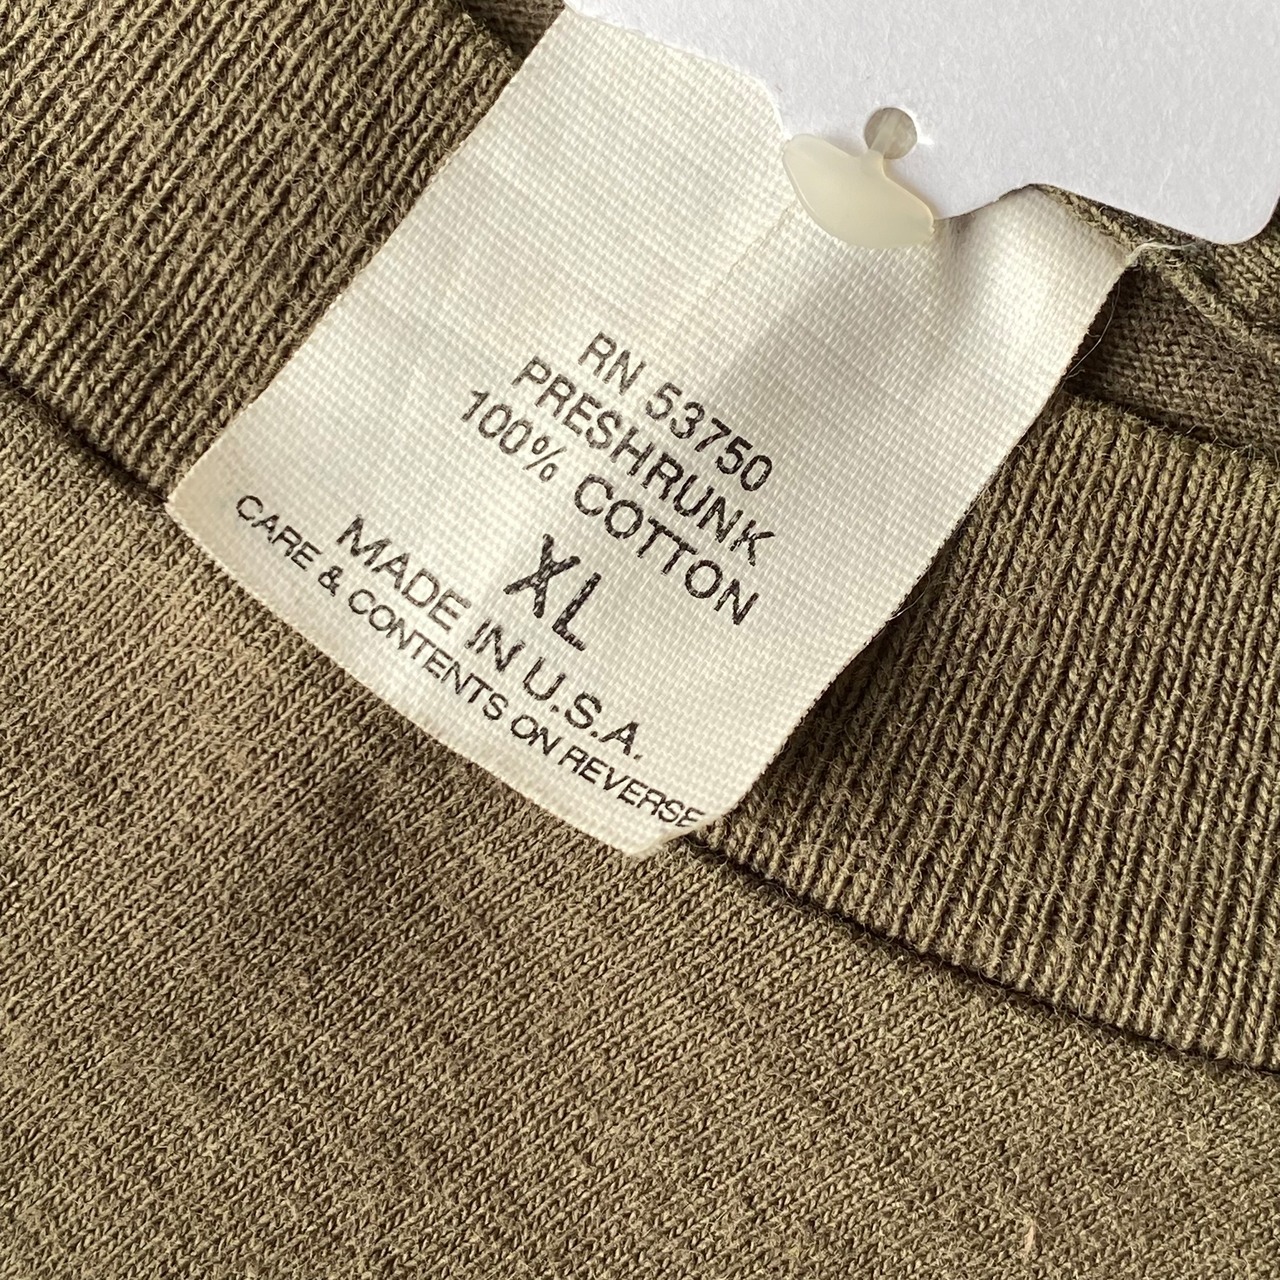 RN 53750
PRESHRUNK
100% COTTON
XL
MADE IN U.S.A.
CARE & CONTENTS ON REVERSE